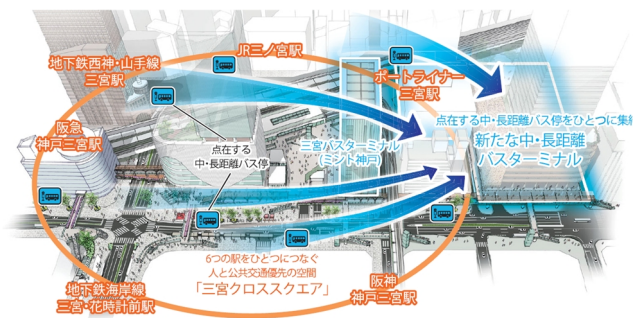 JR三ノ宮駅
地下鉄西神・山手線
三宮駅
ポートライナー
三宮駅
点在する中・長距離バス停をひとつに集約
新たな中・長距離
バスターミナル
阪急
神戸三宮駅
点在する
中・長距離バス停
三宮バスターミナル
(ミント神戸)
6つの駅をひとつにつなぐ
人と公共交通優先の空間
「三宮クロススクエア」
阪神
神戸三宮駅
地下鉄海岸線
三宮・花時計前駅